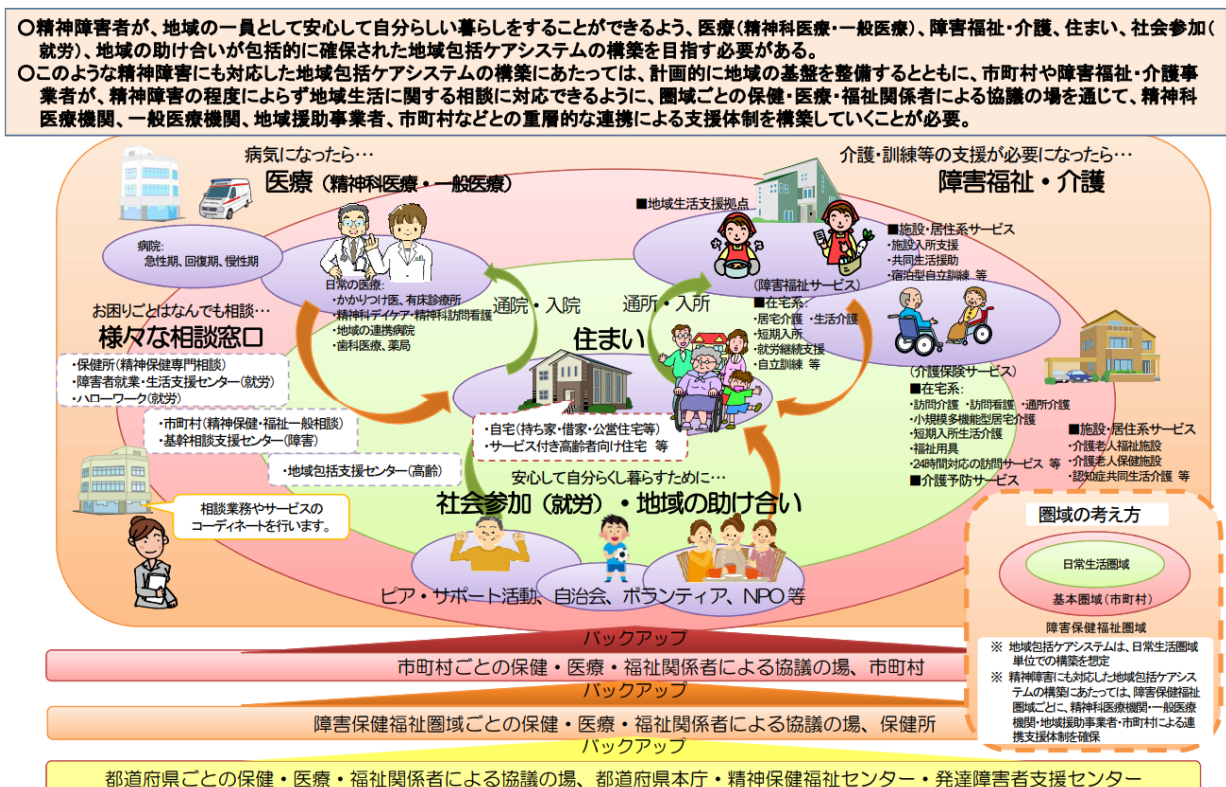 ○精神障害者が、地域の一員として安心して自分らしい暮らしをすることができるよう、医療(精神科医療・一般医療)、障害福祉・介護、住まい、社会参加(
就労)、地域の助け合いが包括的に確保された地域包括ケアシステムの構築を目指す必要がある。
○このような精神障害にも対応した地域包括ケアシステムの構築にあたっては、計画的に地域の基盤を整備するとともに、市町村や障害福祉・介護事
業者が、精神障害の程度によらず地域生活に関する相談に対応できるように、圏域ごとの保健・医療・福祉関係者による協議の場を通じて、精神科
医療機関、一般医療機関、地域援助事業者、市町村などとの重層的な連携による支援体制を構築していくことが必要。
病気になったら…
医療(精神科医療・一般医療)
病院:
急性期、回復期、慢性期
日常の医療:
・かかりつけ医、有床診療所
・精神科デイケア・精神科訪問看護
・地域の連携病院
・歯科医療、薬局
通院・入院
介護・訓練等の支援が必要になったら…
障害福祉・介護
■地域生活支援拠点
■施設・居住系サービス
・施設入所支援
・共同生活援助
・宿泊型自立訓練 等
通所・入所
(障害福祉サービス)
■在宅系:
・居宅介護 ・生活介護
・短期入所
・就労継続支援
・自立訓練 等
(介護保険サービス)
■在宅系:
・訪問介護 ・訪問看護 ・通所介護
・小規模多機能型居宅介護
・短期入所生活介護
・福祉用具
・24時間対応の訪問サービス 等
■介護予防サービス
■施設・居住系サービス
・介護老人福祉施設
・介護老人保健施設
・認知症共同生活介護 等
お困りごとはなんでも相談…
様々な相談窓口
・保健所(精神保健専門相談)
・障害者就業・生活支援センター(就労)
・ハローワーク(就労)
・市町村(精神保健・福祉一般相談)
・基幹相談支援センター(障害)
・地域包括支援センター(高齢)
相談業務やサービスの
コーディネートを行います。
住まい
・自宅(持ち家・借家・公営住宅等)
・サービス付き高齢者向け住宅 等
安心して自分らしく暮らすために…
社会参加(就労)・地域の助け合い
ピア・サポート活動、自治会、ボランティア、NPO等
圏域の考え方
日常生活圏域
基本圏域(市町村)
障害保健福祉圏域
※ 地域包括ケアシステムは、日常生活圏域
単位での構築を想定
※ 精神障害にも対応した地域包括ケアシス
テムの構築にあたっては、障害保健福祉
圏域ごとに、精神科医療機関・一般医療
機関・地域援助事業者・市町村による連
携支援体制を確保
バックアップ
市町村ごとの保健・医療・福祉関係者による協議の場、市町村
バックアップ
障害保健福祉圏域ごとの保健・医療・福祉関係者による協議の場、保健所
バックアップ
都道府県ごとの保健・医療・福祉関係者による協議の場、都道府県本庁・精神保健福祉センター・発達障害者支援センター